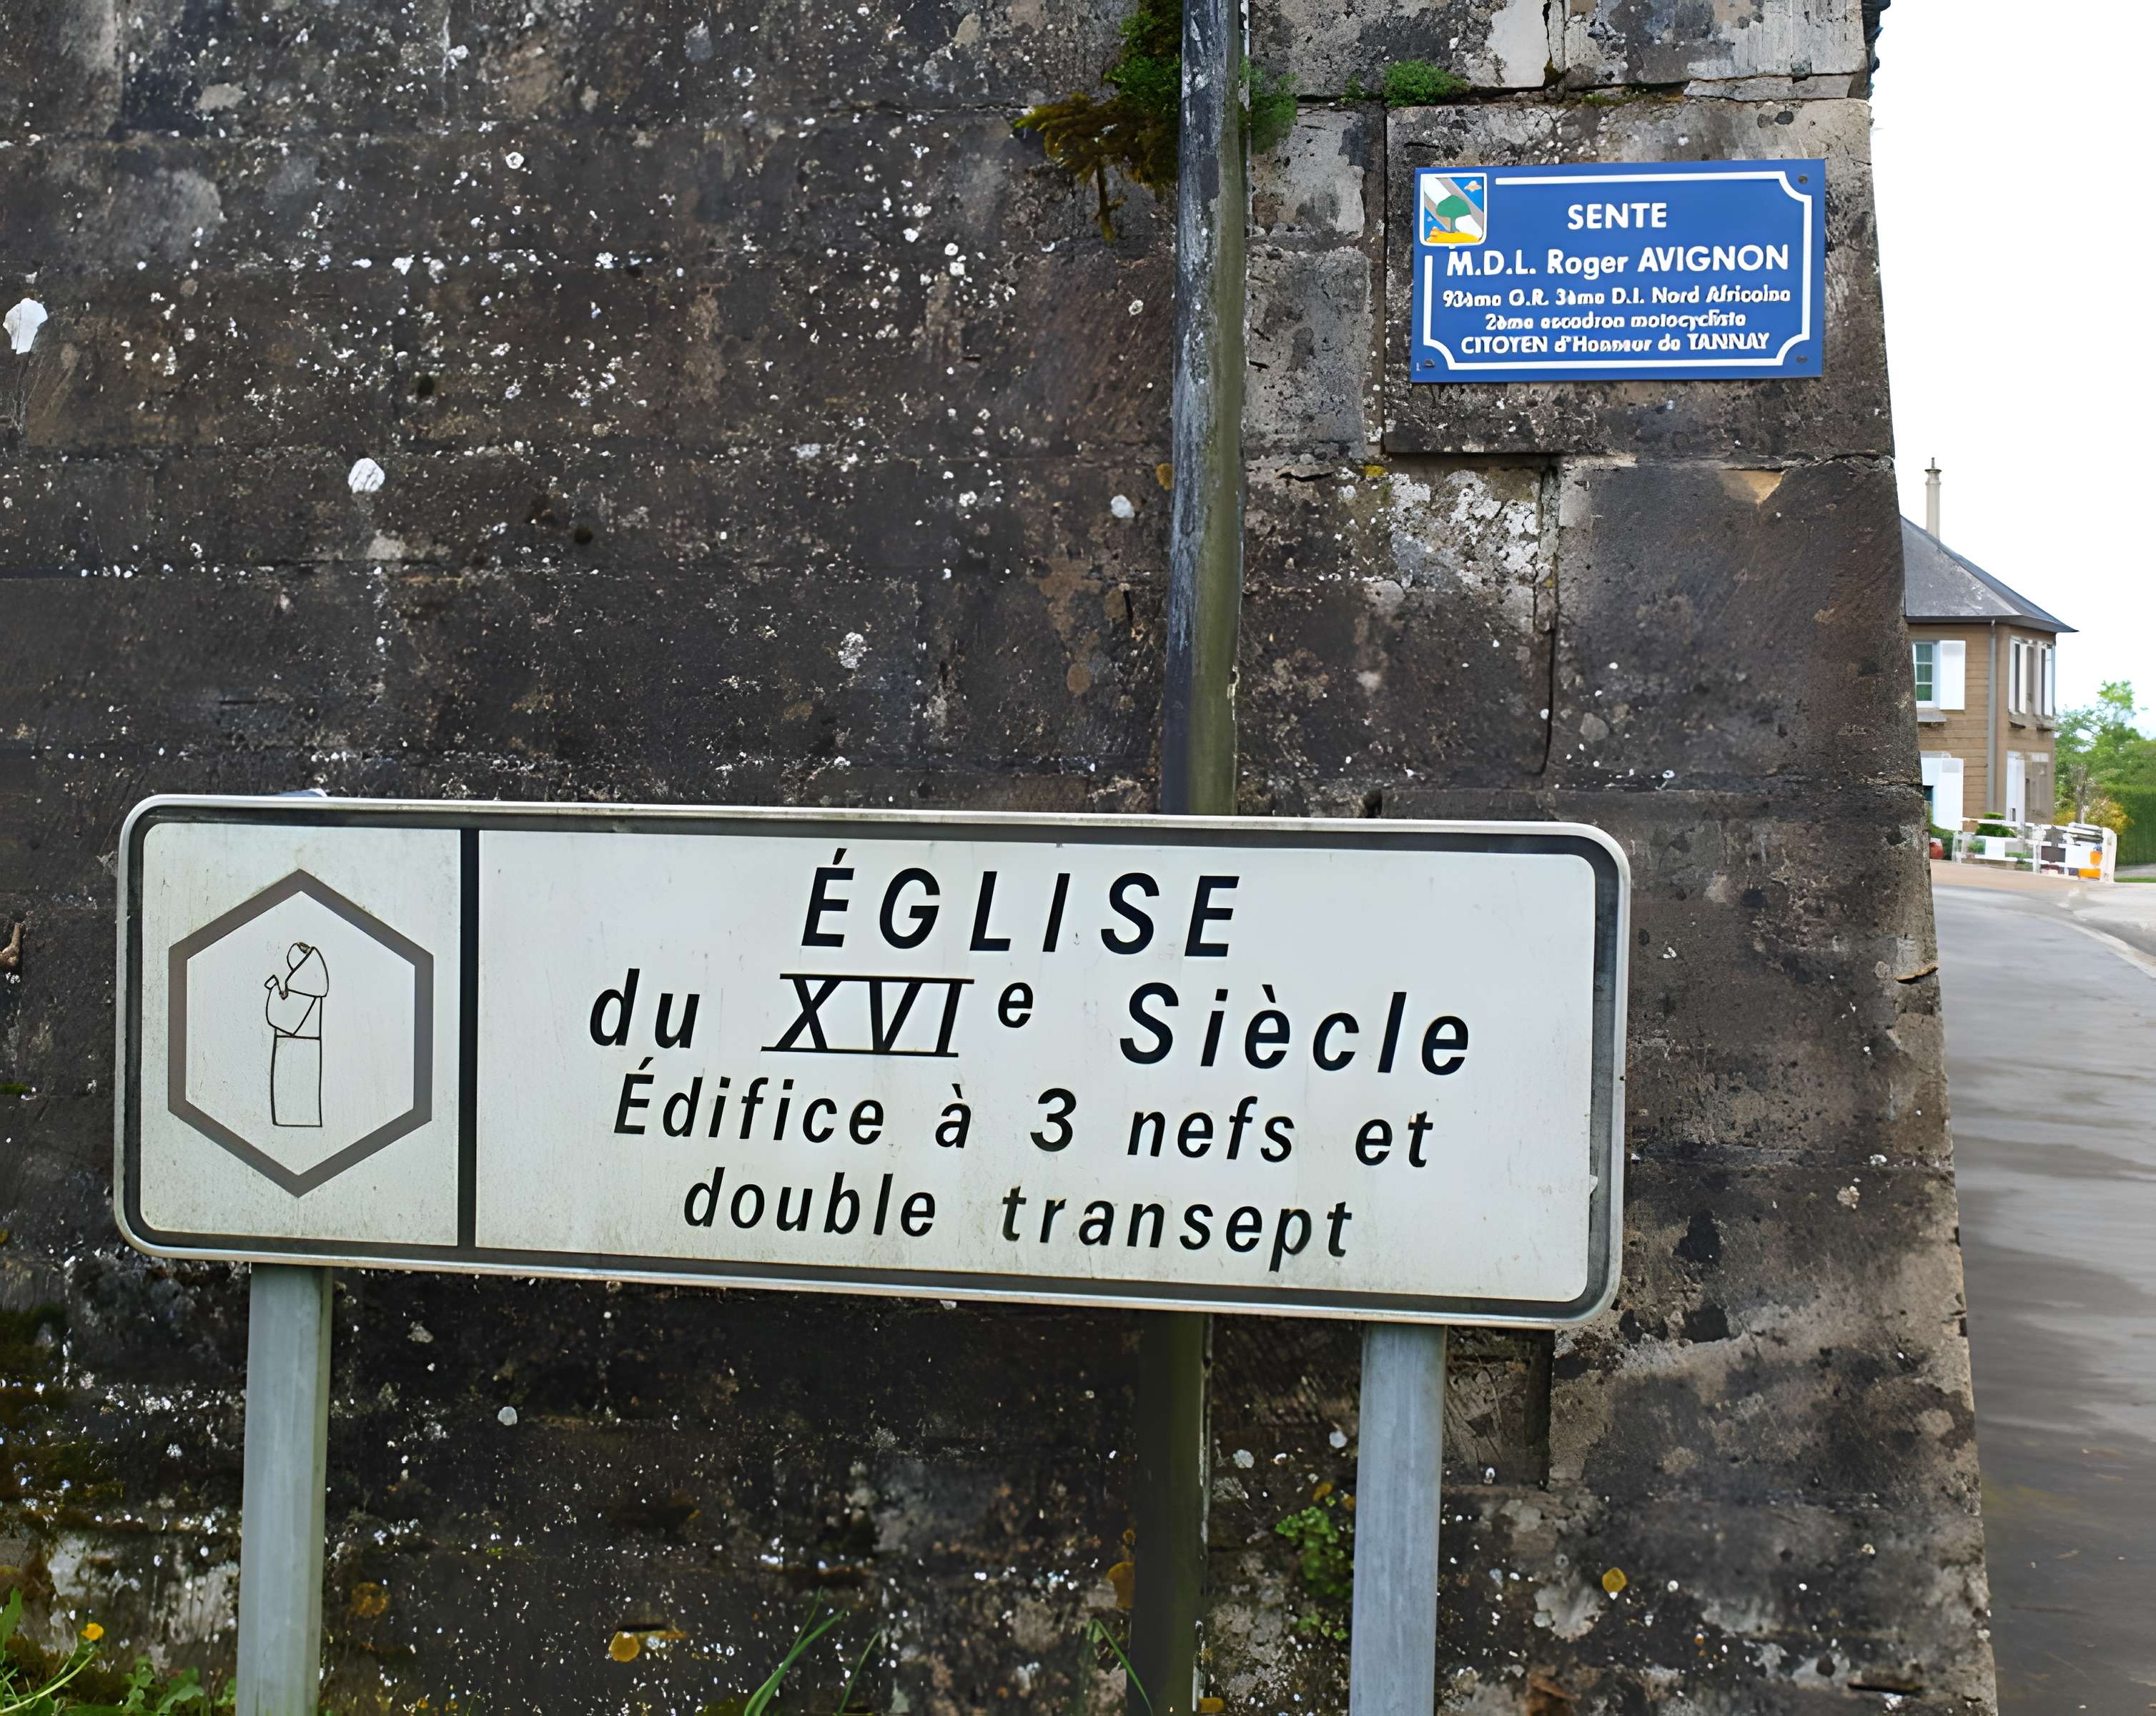 SENTE
M.D.L. Roger AVIGNON
93ème G.R. 3ème D.I. Nord Africaine
2ème escadron motocycliste
CITOYEN d'Honneur de TANNAY
ÉGLISE
du XVIe Siècle
Édifice à 3 nefs et
double transept